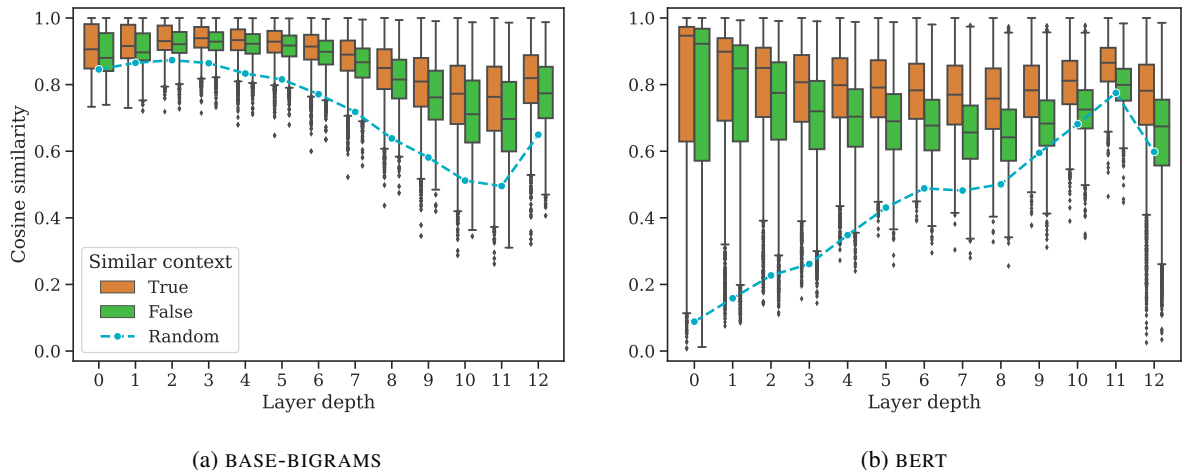 1.0
0.8
0.6
0.4
0.2
0.0
Cosine similarity
Similar context
True
False
Random
0 1 2 3 4 5 6 7 8 9 10 11 12
Layer depth
(a) BASE-BIGRAMS
1.0
0.8
0.6
0.4
0.2
0.0
0 1 2 3 4 5 6 7 8 9 10 11 12
Layer depth
(b) BERT